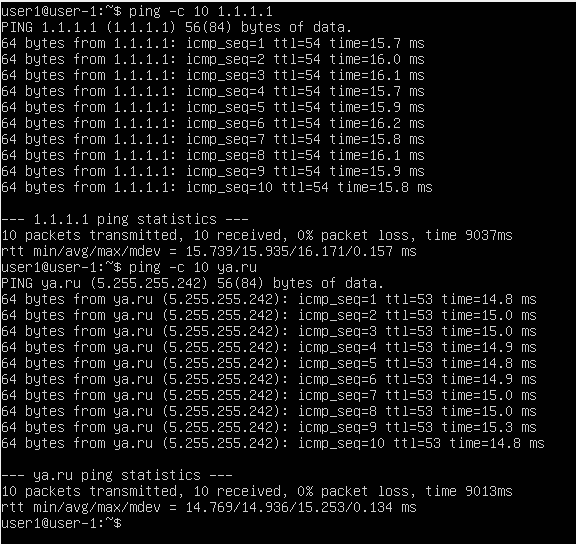 user1@user-1:~$ ping -c 10 1.1.1.1
PING 1.1.1.1 (1.1.1.1) 56(84) bytes of data.
64 bytes from 1.1.1.1: icmp_seq=1 ttl=54 time=15.7 ms
64 bytes from 1.1.1.1: icmp_seq=2 ttl=54 time=16.0 ms
64 bytes from 1.1.1.1: icmp_seq=3 ttl=54 time=16.1 ms
64 bytes from 1.1.1.1: icmp_seq=4 ttl=54 time=15.7 ms
64 bytes from 1.1.1.1: icmp_seq=5 ttl=54 time=15.9 ms
64 bytes from 1.1.1.1: icmp_seq=6 ttl=54 time=16.2 ms
64 bytes from 1.1.1.1: icmp_seq=7 ttl=54 time=15.8 ms
64 bytes from 1.1.1.1: icmp_seq=8 ttl=54 time=16.1 ms
64 bytes from 1.1.1.1: icmp_seq=9 ttl=54 time=15.9 ms
64 bytes from 1.1.1.1: icmp_seq=10 ttl=54 time=15.8 ms
--- 1.1.1.1 ping statistics ---
10 packets transmitted, 10 received, 0% packet loss, time 9037ms
rtt min/avg/max/mdev = 15.739/15.935/16.171/0.157 ms
user1@user-1:~$ ping -c 10 ya.ru
PING ya.ru (5.255.255.242) 56(84) bytes of data.
64 bytes from ya.ru (5.255.255.242): icmp_seq=1 ttl=53 time=14.8 ms
64 bytes from ya.ru (5.255.255.242): icmp_seq=2 ttl=53 time=15.0 ms
64 bytes from ya.ru (5.255.255.242): icmp_seq=3 ttl=53 time=15.0 ms
64 bytes from ya.ru (5.255.255.242): icmp_seq=4 ttl=53 time=14.9 ms
64 bytes from ya.ru (5.255.255.242): icmp_seq=5 ttl=53 time=14.8 ms
64 bytes from ya.ru (5.255.255.242): icmp_seq=6 ttl=53 time=14.9 ms
64 bytes from ya.ru (5.255.255.242): icmp_seq=7 ttl=53 time=15.0 ms
64 bytes from ya.ru (5.255.255.242): icmp_seq=8 ttl=53 time=15.0 ms
64 bytes from ya.ru (5.255.255.242): icmp_seq=9 ttl=53 time=15.3 ms
64 bytes from ya.ru (5.255.255.242): icmp_seq=10 ttl=53 time=14.8 ms
--- ya.ru ping statistics ---
10 packets transmitted, 10 received, 0% packet loss, time 9013ms
rtt min/avg/max/mdev = 14.769/14.936/15.253/0.134 ms
user1@user-1:~$